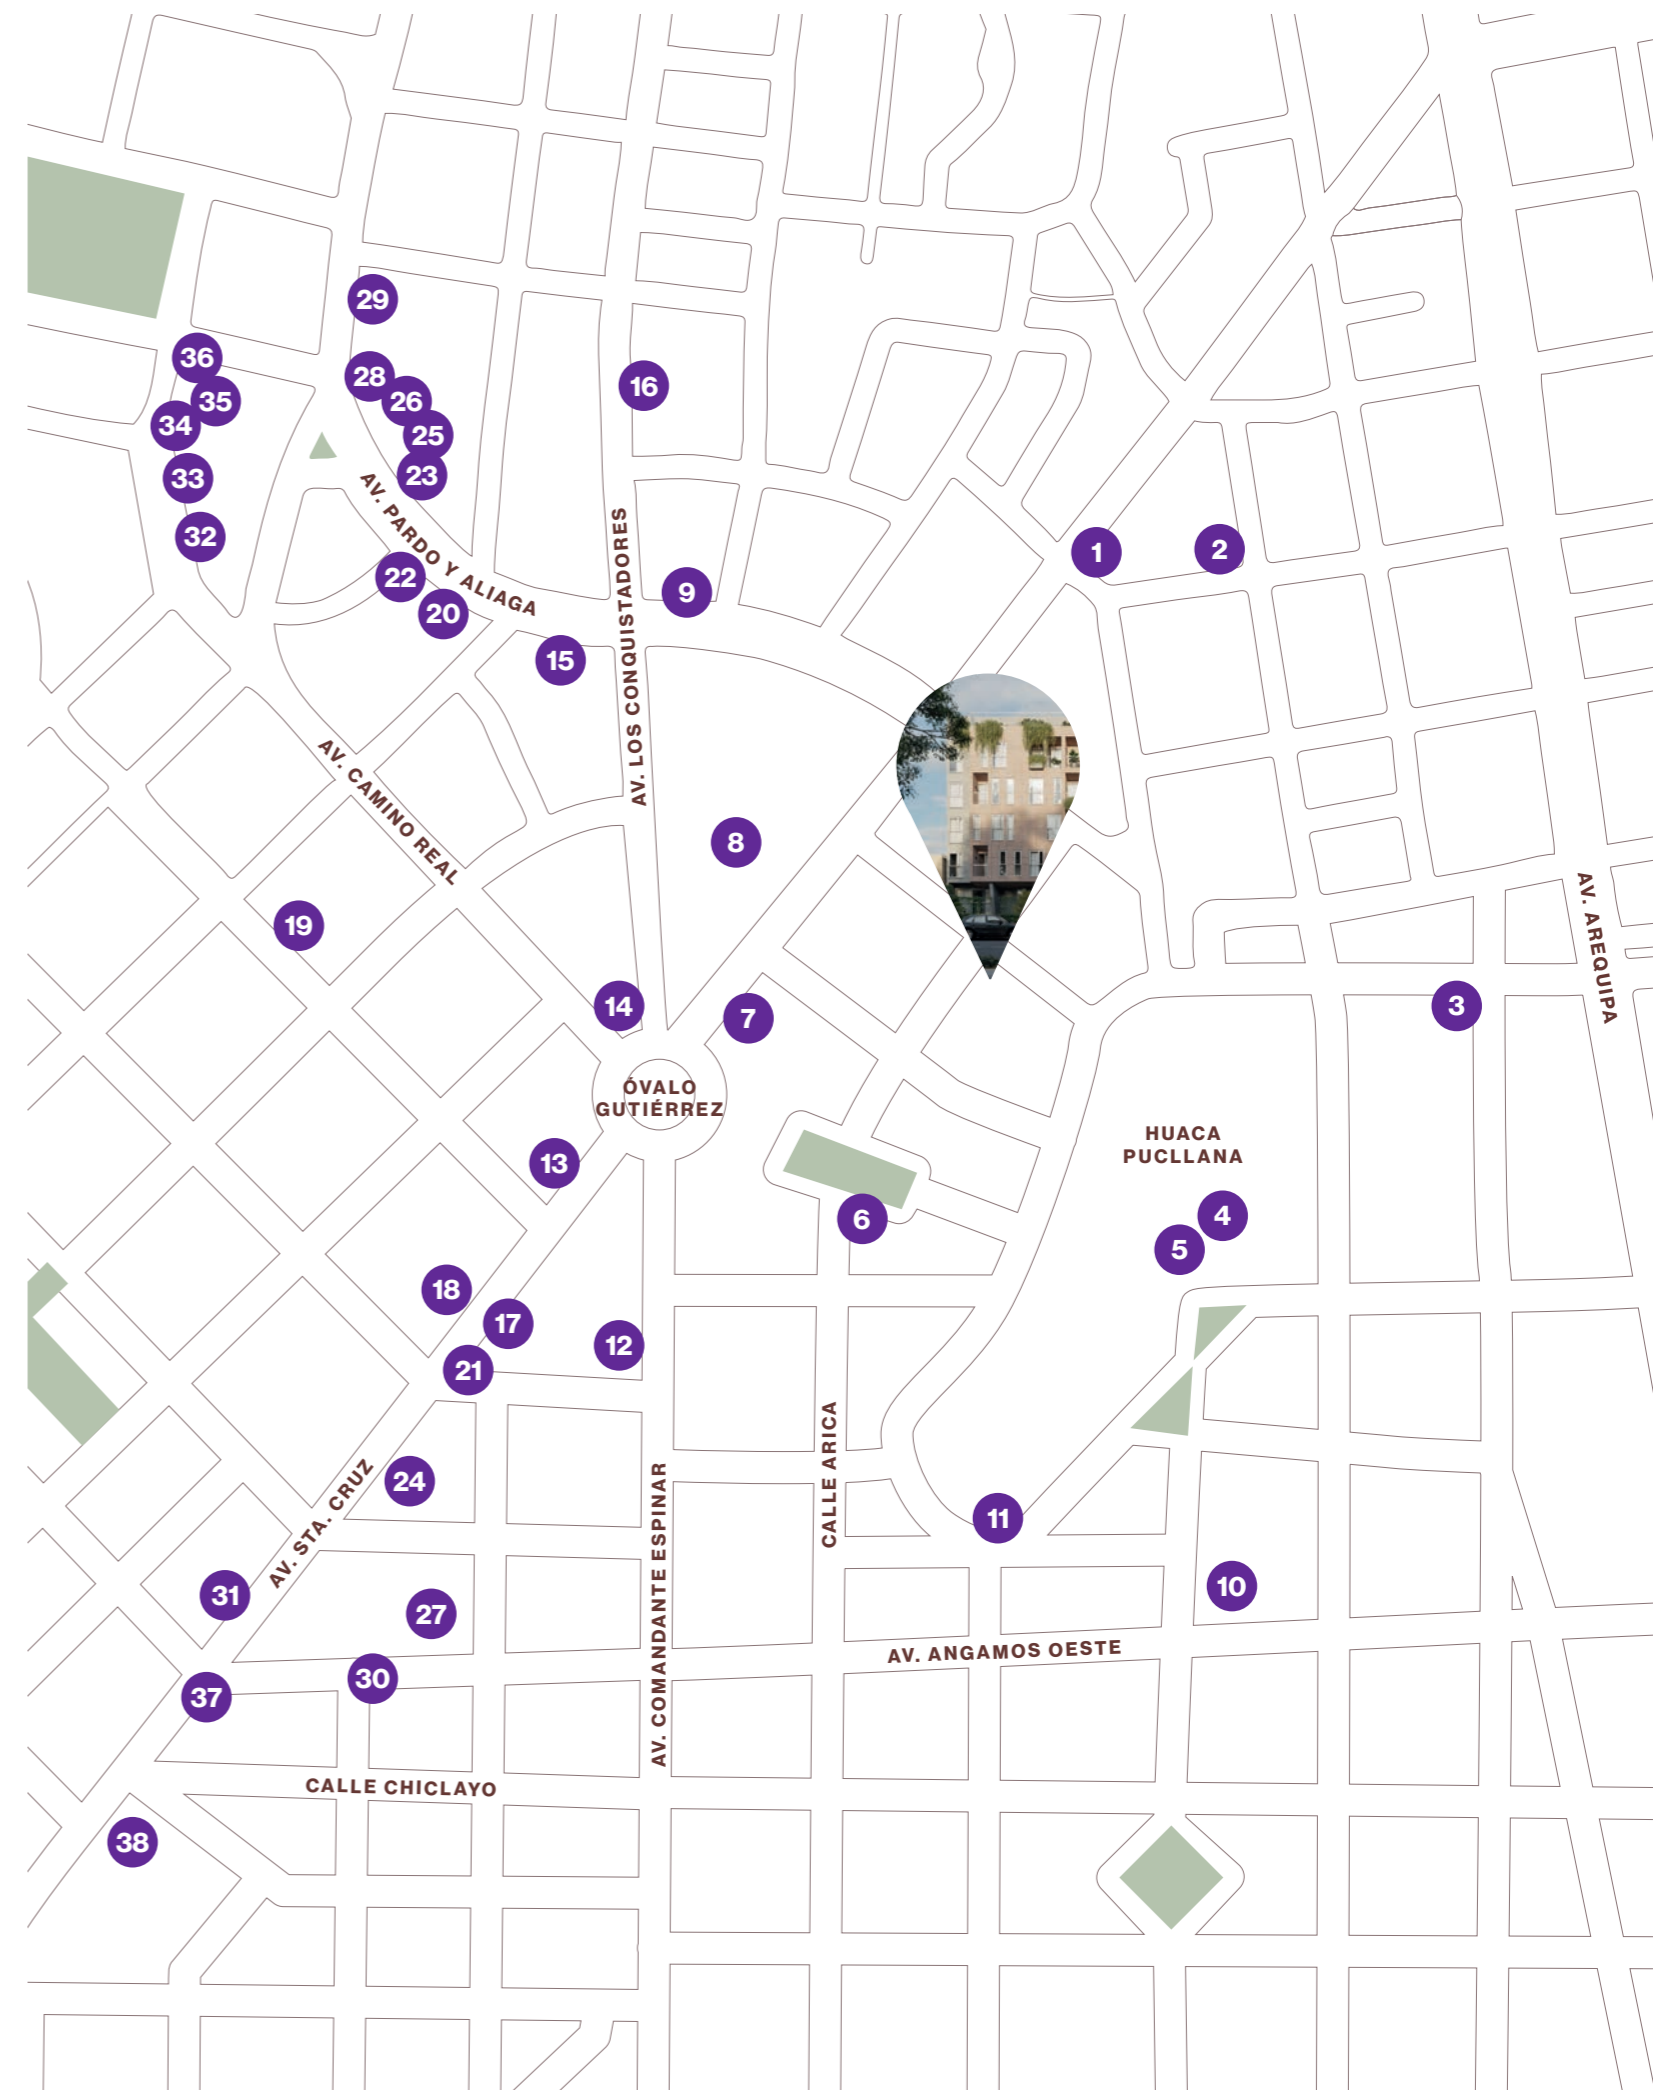 29
36
28
16
35
26
34
25
33
23
AV. PARDO Y ALIAGA
32
1
2
22
9
20
AV. LOS CONQUISTADORES
15
AV. CAMINO REAL
8
19
AV. AREQUIPA
14
7
3
ÓVALO
GUTIÉRREZ
HUACA
PUCLLANA
13
6
4
5
18
17
12
21
CALLE ARICA
24
AV. STA. CRUZ
11
AV. COMANDANTE ESPINAR
31
27
10
AV. ANGAMOS OESTE
30
37
CALLE CHICLAYO
38